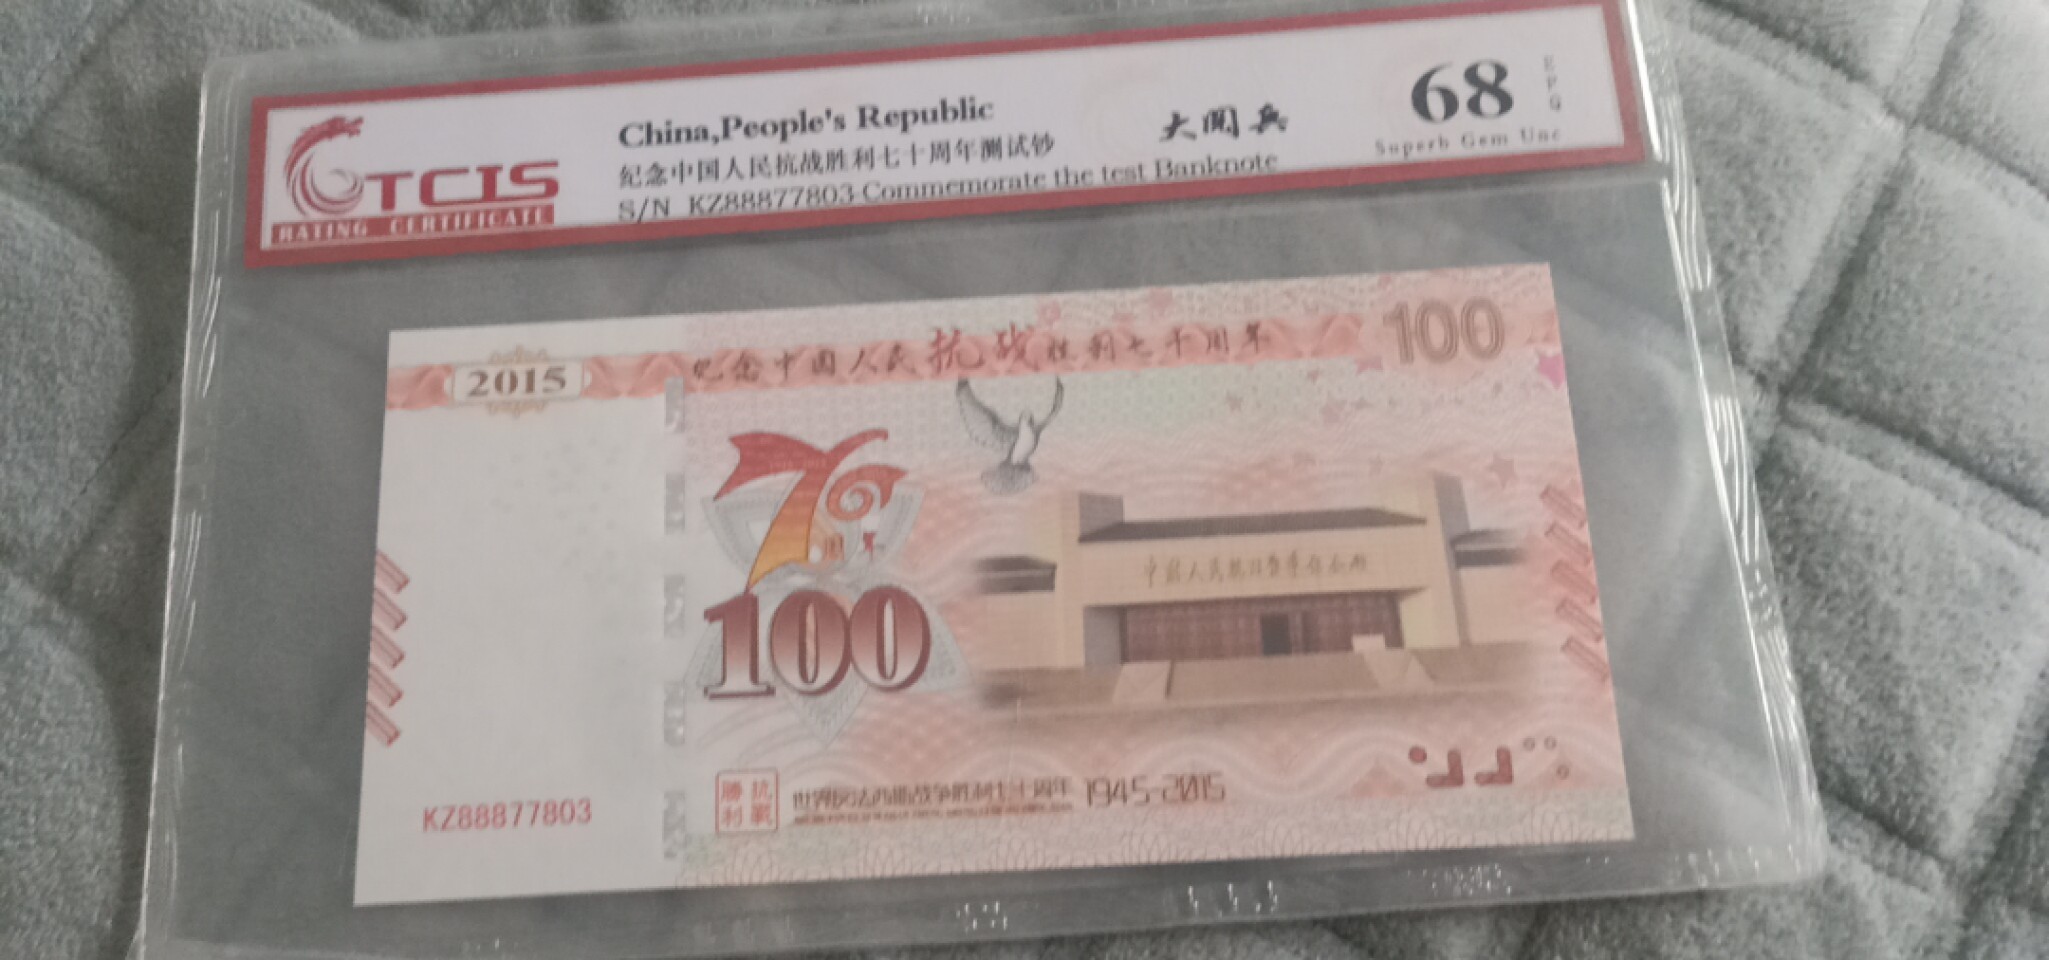 TCIS
RATING CERTIFICATE
China,People's Republic
纪念中国人民抗战胜利七十周年测试钞
S/N KZ88877803 Commemorate the test Banknote
大阅兵
68
EPQ
Superb Gem Unc
2015
纪念中国人民抗战胜利七十周年
100
70
周年
100
中国人民抗日战争纪念馆
KZ88877803
抗战
勝利
世界反法西斯战争胜利七十周年 1945-2015